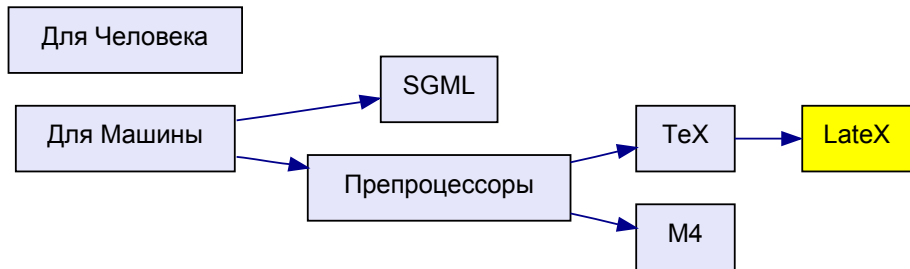 Для Человека
SGML
Для Машины
TeX
LateX
Препроцессоры
M4